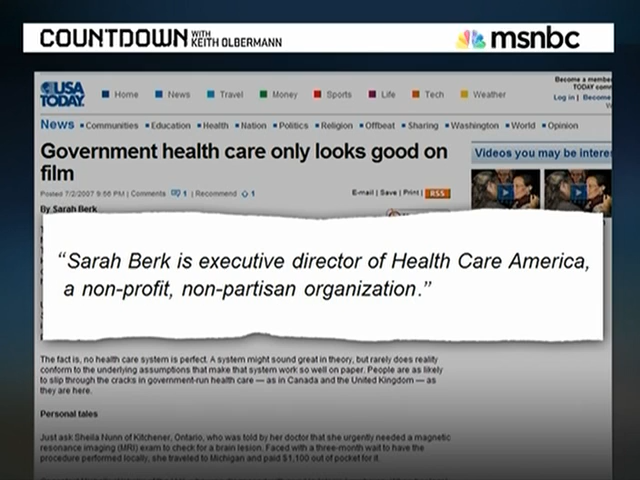 COUNTDOWN WITH KEITH OLBERMANN
msnbc
USA TODAY.
Home News Travel Money Sports Life Tech Weather
Become a membe
TODAY com
Log in | Become
News Communities Education Health Nation Politics Religion Offbeat Sharing Washington World Opinion
Government health care only looks good on film
Videos you may be intere
Posted 7/2/2007 9:56 PM | Comments 1 | Recommend 1
E-mail | Save | Print | RSS
By Sarah Berk
“Sarah Berk is executive director of Health Care America,
a non-profit, non-partisan organization.”
The fact is, no health care system is perfect. A system might sound great in theory, but rarely does reality
conform to the underlying assumptions that make that system work so well on paper. People are as likely
to slip through the cracks in government-run health care — as in Canada and the United Kingdom — as
they are here.
Personal tales
Just ask Sheila Nunn of Kitchener, Ontario, who was told by her doctor that she urgently needed a magnetic
resonance imaging (MRI) exam to check for a brain lesion. Faced with a three-month wait to have the
procedure performed locally, she traveled to Michigan and paid $1,100 out of pocket for it.